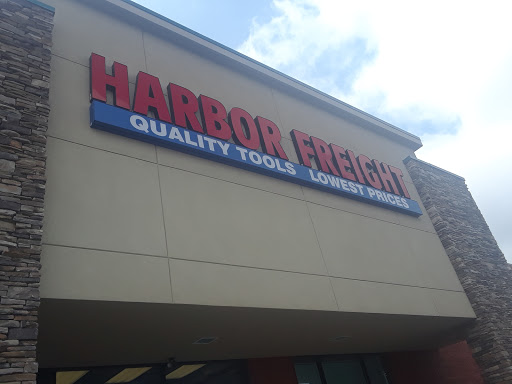 HARBOR FREIGHT
QUALITY TOOLS LOWEST PRICES